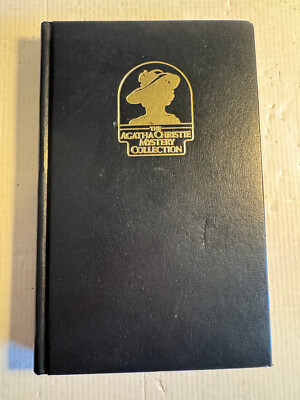 THE
AGATHA CHRISTIE
MYSTERY
COLLECTION